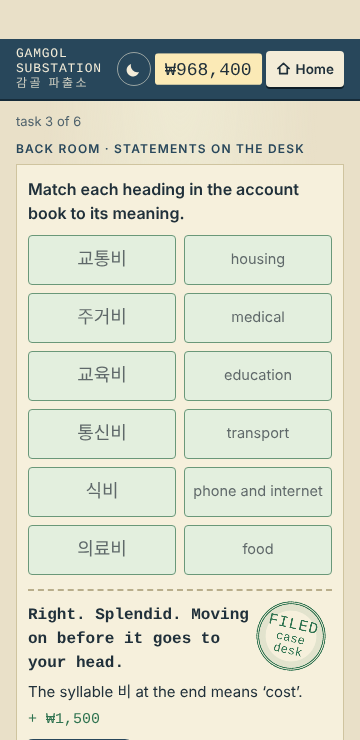 GAMGOL
SUBSTATION
감골 파출소
₩968,400
Home
task 3 of 6
BACK ROOM · STATEMENTS ON THE DESK
Match each heading in the account
book to its meaning.
교통비 housing
주거비 medical
교육비 education
통신비 transport
식비 phone and internet
의료비 food
Right. Splendid. Moving
on before it goes to
your head.
FILED
case
desk
The syllable 비 at the end means ‘cost’.
+ ₩1,500